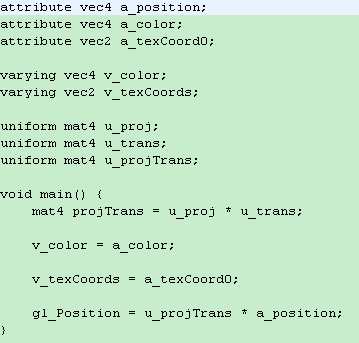 attribute vec4 a_position;
attribute vec4 a_color;
attribute vec2 a_texCoord0;
varying vec4 v_color;
varying vec2 v_texCoords;
uniform mat4 u_proj;
uniform mat4 u_trans;
uniform mat4 u_projTrans;
void main() {
mat4 projTrans = u_proj * u_trans;
v_color = a_color;
v_texCoords = a_texCoord0;
gl_Position = u_projTrans * a_position;
}